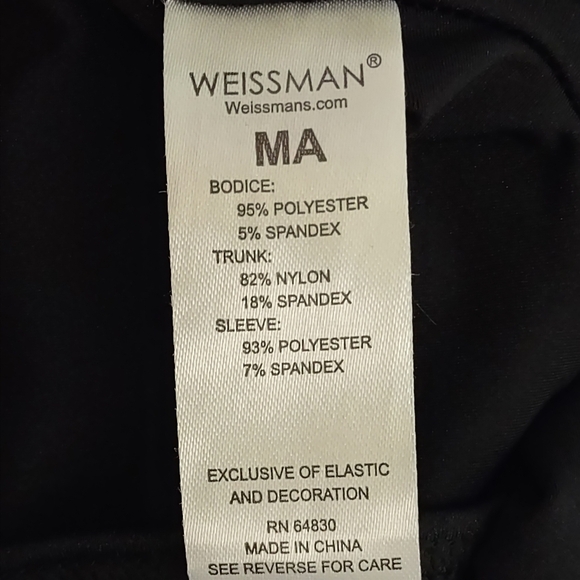 WEISSMAN®
Weissmans.com
MA
BODICE:
95% POLYESTER
5% SPANDEX
TRUNK:
82% NYLON
18% SPANDEX
SLEEVE:
93% POLYESTER
7% SPANDEX
EXCLUSIVE OF ELASTIC
AND DECORATION
RN 64830
MADE IN CHINA
SEE REVERSE FOR CARE